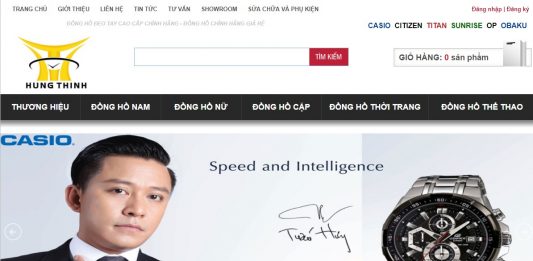 TRANG CHỦ GIỚI THIỆU LIÊN HỆ TIN TỨC TƯ VẤN SHOWROOM SỬA CHỮA VÀ PHỤ KIỆN
Đăng nhập | Đăng ký
ĐỒNG HỒ ĐEO TAY CAO CẤP CHÍNH HÃNG - ĐỒNG HỒ CHÍNH HÃNG GIÁ RẺ
CASIO CITIZEN TITAN SUNRISE OP OBAKU
HUNG THINH
TÌM KIẾM
GIỎ HÀNG: 0 sản phẩm
THƯƠNG HIỆU ĐỒNG HỒ NAM ĐỒNG HỒ NỮ ĐỒNG HỒ CẶP ĐỒNG HỒ THỜI TRANG ĐỒNG HỒ THỂ THAO
CASIO
Speed and Intelligence